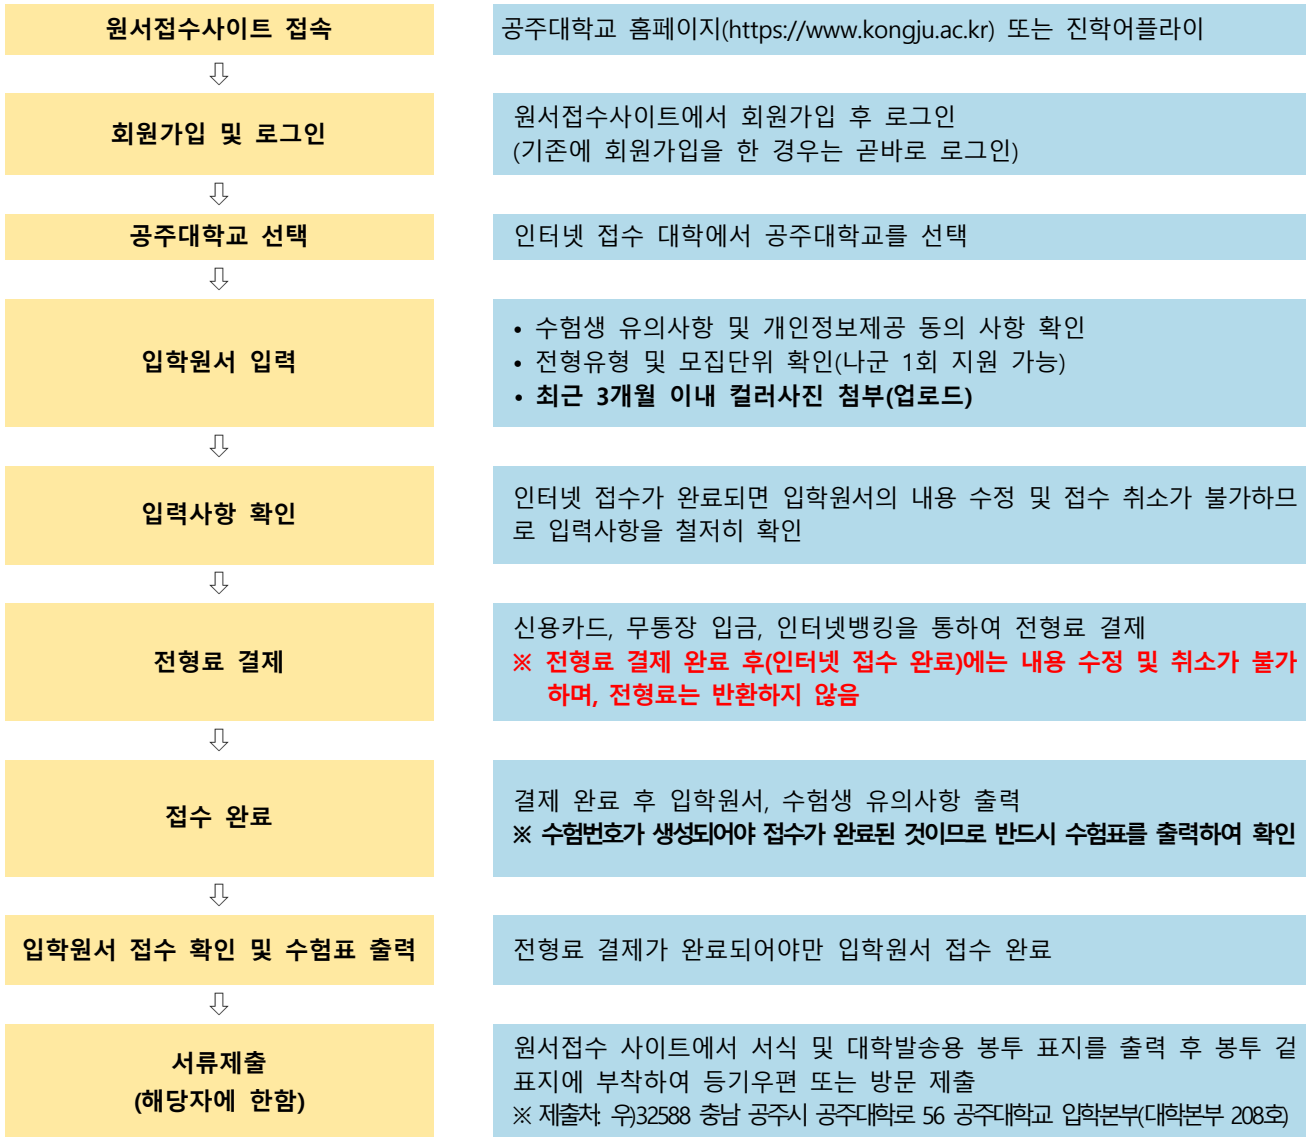 원서접수사이트 접속
공주대학교 홈페이지(https://www.kongju.ac.kr) 또는 진학어플라이
⇩
회원가입 및 로그인
원서접수사이트에서 회원가입 후 로그인
(기존에 회원가입을 한 경우는 곧바로 로그인)
⇩
공주대학교 선택
인터넷 접수 대학에서 공주대학교를 선택
⇩
입학원서 입력
• 수험생 유의사항 및 개인정보제공 동의 사항 확인
• 전형유형 및 모집단위 확인(나군 1회 지원 가능)
• 최근 3개월 이내 컬러사진 첨부(업로드)
⇩
입력사항 확인
인터넷 접수가 완료되면 입학원서의 내용 수정 및 접수 취소가 불가하므
로 입력사항을 철저히 확인
⇩
전형료 결제
신용카드, 무통장 입금, 인터넷뱅킹을 통하여 전형료 결제
※ 전형료 결제 완료 후(인터넷 접수 완료)에는 내용 수정 및 취소가 불가
하며, 전형료는 반환하지 않음
⇩
접수 완료
결제 완료 후 입학원서, 수험생 유의사항 출력
※ 수험번호가 생성되어야 접수가 완료된 것이므로 반드시 수험표를 출력하여 확인
⇩
입학원서 접수 확인 및 수험표 출력
전형료 결제가 완료되어야만 입학원서 접수 완료
⇩
서류제출
(해당자에 한함)
원서접수 사이트에서 서식 및 대학발송용 봉투 표지를 출력 후 봉투 겉
표지에 부착하여 등기우편 또는 방문 제출
※ 제출처: 우)32588 충남 공주시 공주대학로 56 공주대학교 입학본부(대학본부 208호)